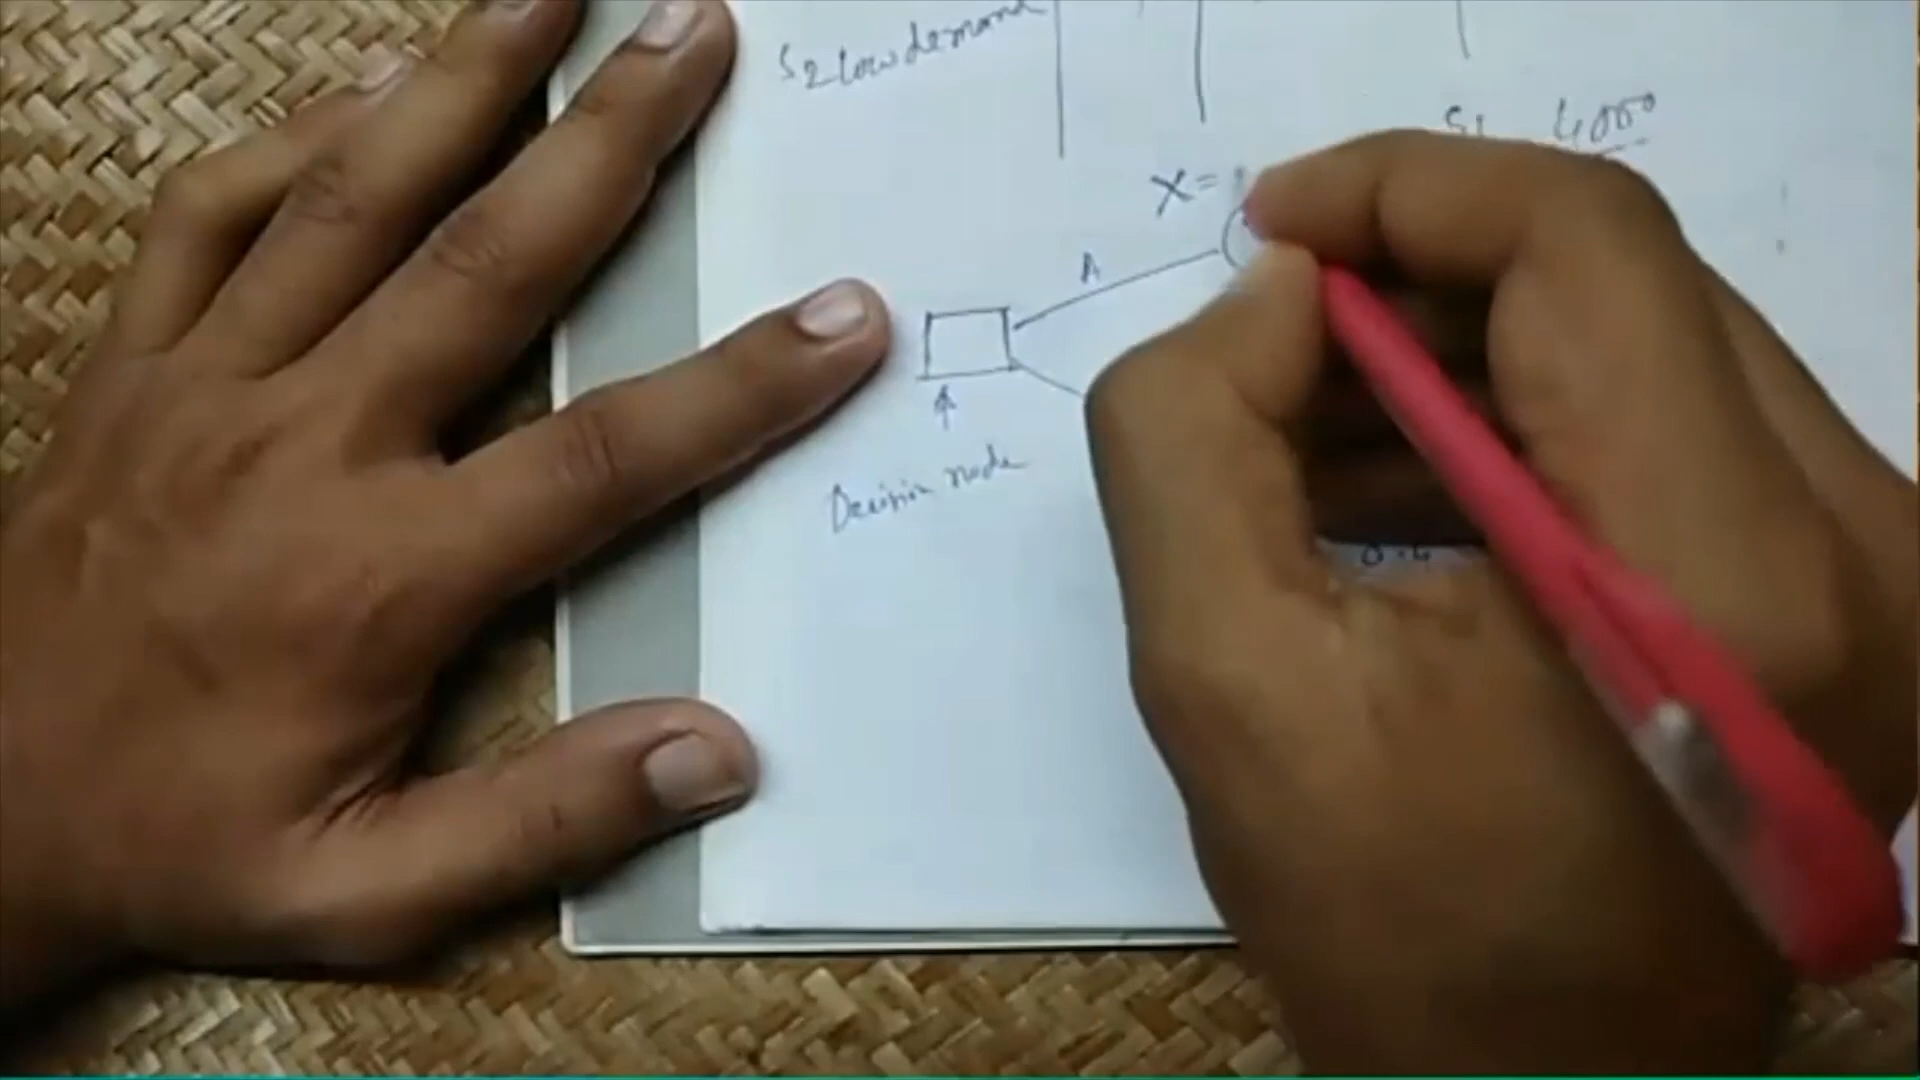 S2 low demand
S1 4000
X=
A
Decision node